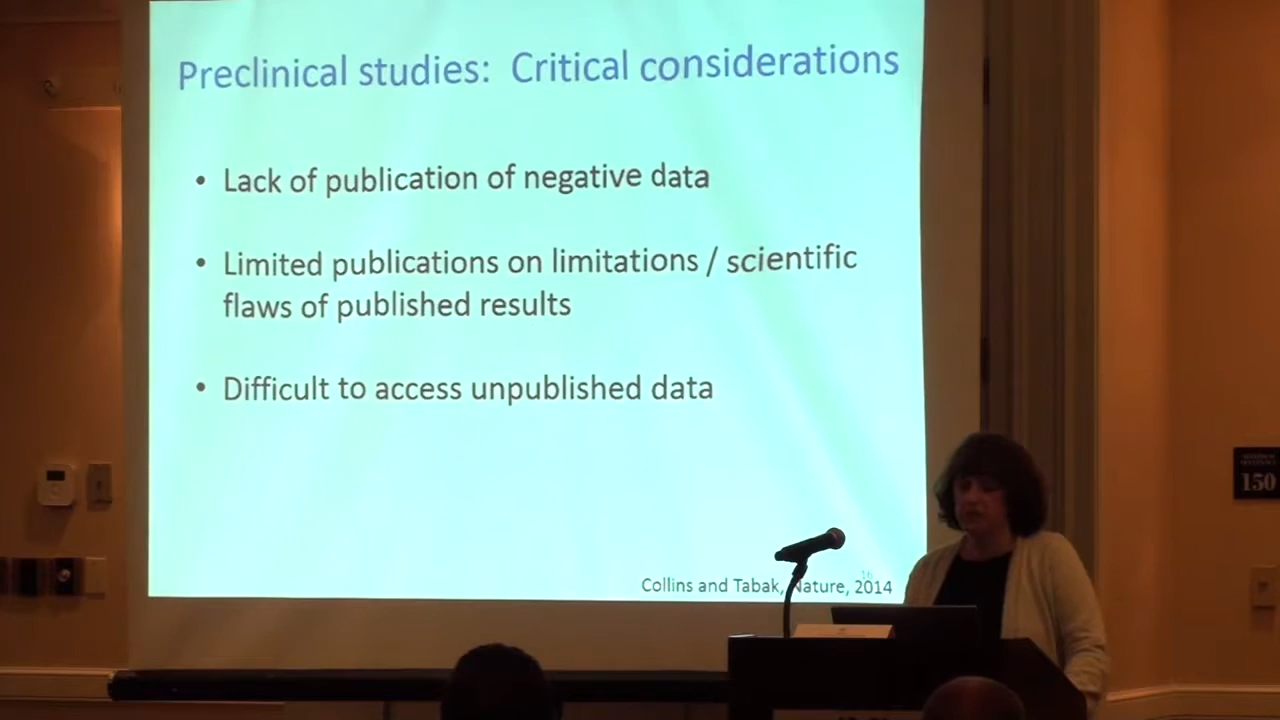 Preclinical studies: Critical considerations
• Lack of publication of negative data
• Limited publications on limitations / scientific
flaws of published results
• Difficult to access unpublished data
16
Collins and Tabak, Nature, 2014
150